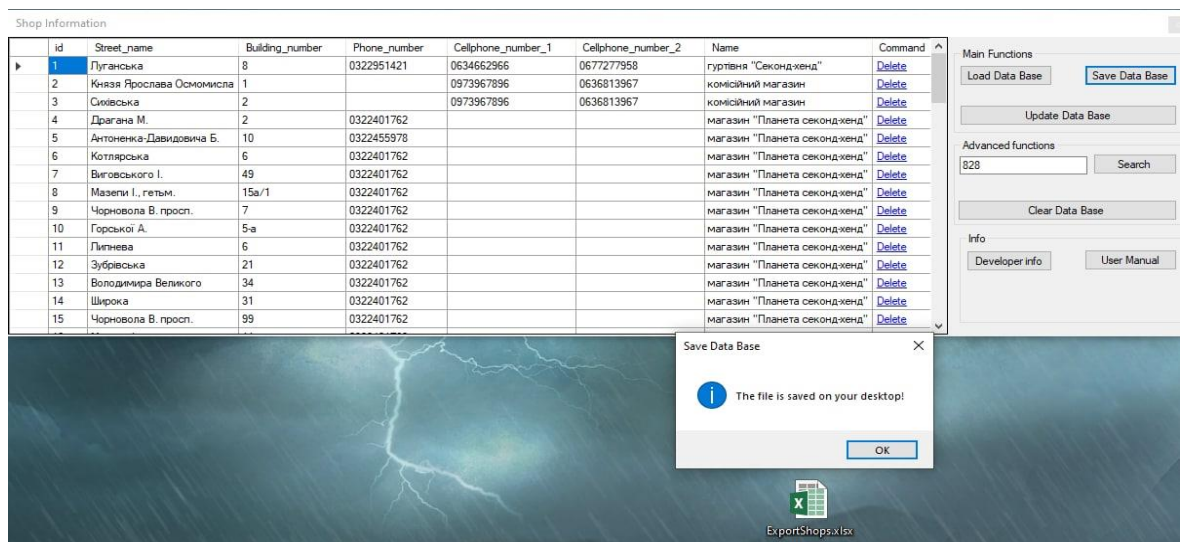 Shop Information
id Street_name Building_number Phone_number Cellphone_number_1 Cellphone_number_2 Name Command
1 Луганська 8 0322951421 0634662966 0677277958 гуртівня "Секонд-хенд" Delete
2 Князя Ярослава Осмомисла 1 0973967896 0636813967 комісійний магазин Delete
3 Сихівська 2 0973967896 0636813967 комісійний магазин Delete
4 Драгана М. 2 0322401762 магазин "Планета секонд-хенд" Delete
5 Антоненка-Давидовича Б. 10 0322455978 магазин "Планета секонд-хенд" Delete
6 Котлярська 6 0322401762 магазин "Планета секонд-хенд" Delete
7 Виговського І. 49 0322401762 магазин "Планета секонд-хенд" Delete
8 Мазепи І., гетьм. 15а/1 0322401762 магазин "Планета секонд-хенд" Delete
9 Чорновола В. просп. 7 0322401762 магазин "Планета секонд-хенд" Delete
10 Горської А. 5-а 0322401762 магазин "Планета секонд-хенд" Delete
11 Липнева 6 0322401762 магазин "Планета секонд-хенд" Delete
12 Зубрівська 21 0322401762 магазин "Планета секонд-хенд" Delete
13 Володимира Великого 34 0322401762 магазин "Планета секонд-хенд" Delete
14 Широка 31 0322401762 магазин "Планета секонд-хенд" Delete
15 Чорновола В. просп. 99 0322401762 магазин "Планета секонд-хенд" Delete
Main Functions
Load Data Base Save Data Base
Update Data Base
Advanced functions
828 Search
Clear Data Base
Info
Developer info User Manual
Save Data Base
The file is saved on your desktop!
OK
ExportShops.xlsx